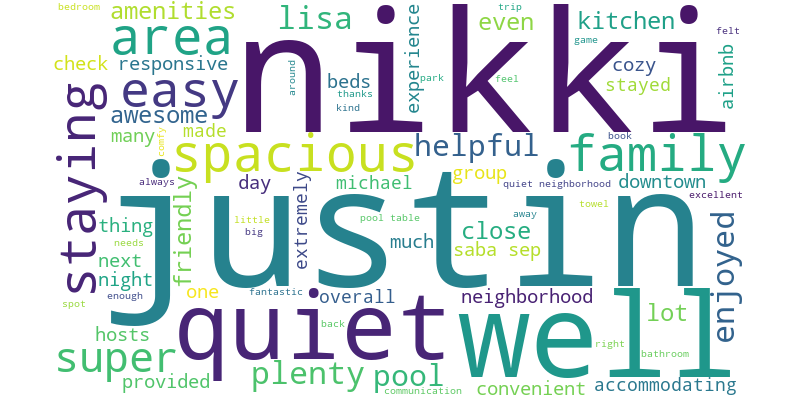 bedroom
trip
amenities
lisa
nikki
even
kitchen
area
game
felt
check
responsive
around
beds
thanks
kind
experience
park
feel
cozy
stayed
airbnb
easy
staying
awesome
many
comfy
made
spacious
helpful
book
family
always
day
michael
group
quiet neighborhood
downtown
excellent
justin
friendly
extremely
little
big
pool table
much
away
close
saba sep
towel
enjoyed
thing
needs
next
night
enough
spot
one
fantastic
overall
neighborhood
quiet
back
well
lot
right
bathroom
hosts
super
provided
plenty
pool
communication
convenient
accommodating